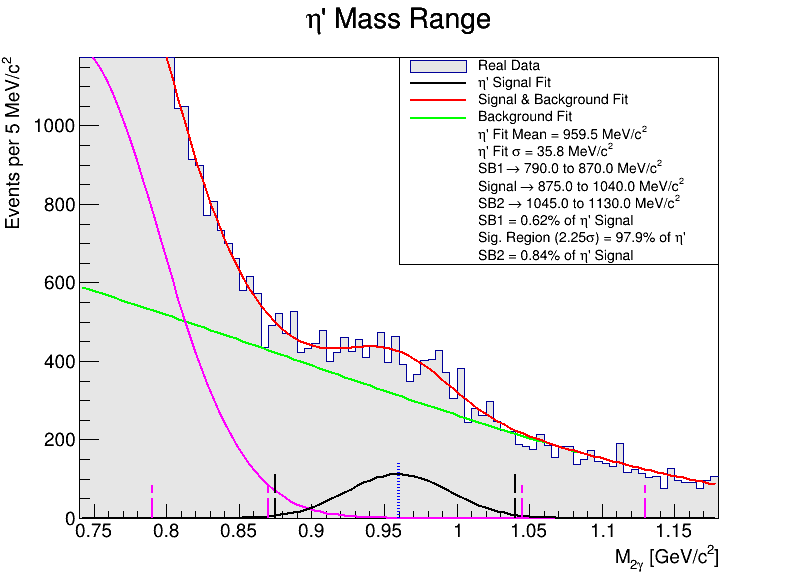 η' Mass Range
Events per 5 MeV/c²
1000
800
600
400
200
0
Real Data
η' Signal Fit
Signal & Background Fit
Background Fit
η' Fit Mean = 959.5 MeV/c²
η' Fit σ = 35.8 MeV/c²
SB1 → 790.0 to 870.0 MeV/c²
Signal → 875.0 to 1040.0 MeV/c²
SB2 → 1045.0 to 1130.0 MeV/c²
SB1 = 0.62% of η' Signal
Sig. Region (2.25σ) = 97.9% of η'
SB2 = 0.84% of η' Signal
0.75 0.8 0.85 0.9 0.95 1 1.05 1.1 1.15
M₂γ [GeV/c²]